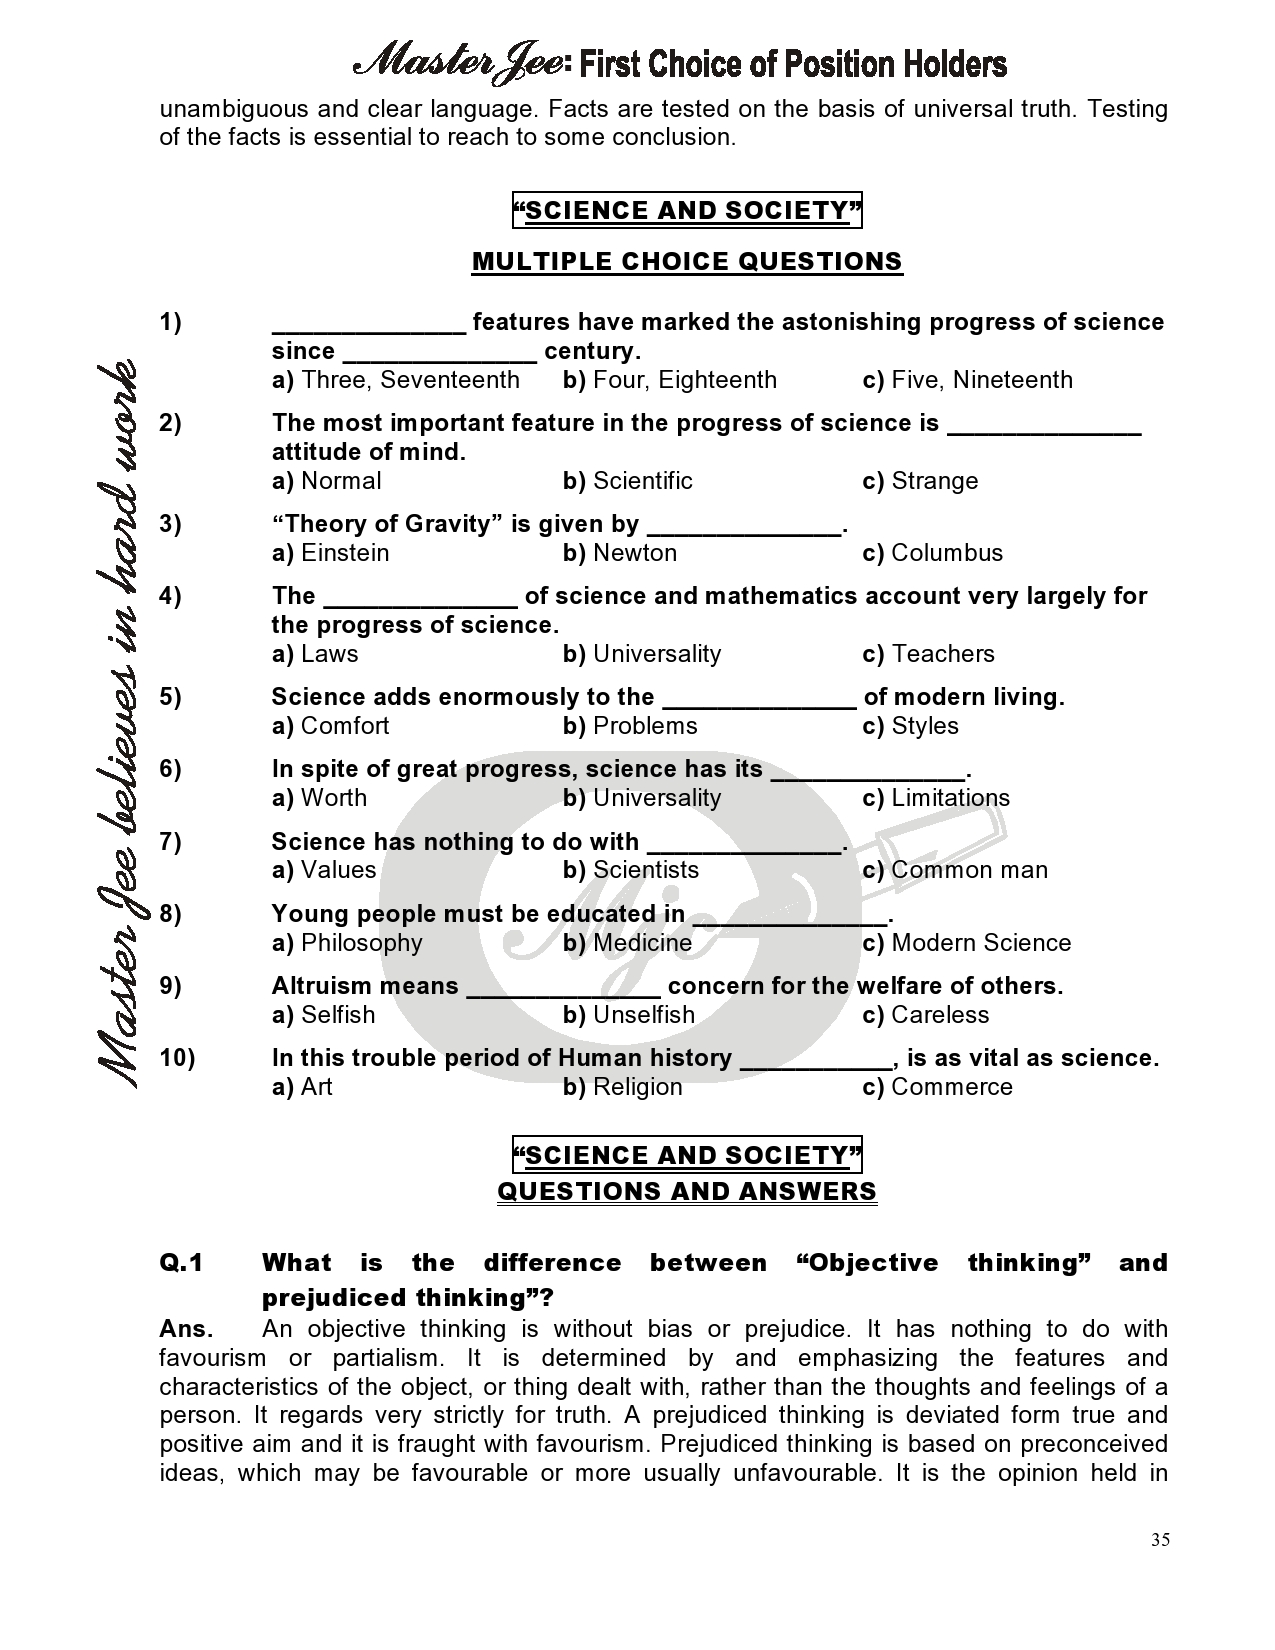 Master Jee: First Choice of Position Holders
unambiguous and clear language. Facts are tested on the basis of universal truth. Testing
of the facts is essential to reach to some conclusion.
“SCIENCE AND SOCIETY”
MULTIPLE CHOICE QUESTIONS
1) ______________ features have marked the astonishing progress of science
since ______________ century.
a) Three, Seventeenth b) Four, Eighteenth c) Five, Nineteenth
2) The most important feature in the progress of science is ______________
attitude of mind.
a) Normal b) Scientific c) Strange
3) “Theory of Gravity” is given by ______________.
a) Einstein b) Newton c) Columbus
4) The ______________ of science and mathematics account very largely for
the progress of science.
a) Laws b) Universality c) Teachers
5) Science adds enormously to the ______________ of modern living.
a) Comfort b) Problems c) Styles
6) In spite of great progress, science has its ______________.
a) Worth b) Universality c) Limitations
7) Science has nothing to do with ______________.
a) Values b) Scientists c) Common man
8) Young people must be educated in ______________.
a) Philosophy b) Medicine c) Modern Science
9) Altruism means ______________ concern for the welfare of others.
a) Selfish b) Unselfish c) Careless
10) In this trouble period of Human history ___________, is as vital as science.
a) Art b) Religion c) Commerce
Master Jee believes in hard work
Mjc
“SCIENCE AND SOCIETY”
QUESTIONS AND ANSWERS
Q.1 What is the difference between “Objective thinking” and
prejudiced thinking”?
Ans. An objective thinking is without bias or prejudice. It has nothing to do with
favourism or partialism. It is determined by and emphasizing the features and
characteristics of the object, or thing dealt with, rather than the thoughts and feelings of a
person. It regards very strictly for truth. A prejudiced thinking is deviated form true and
positive aim and it is fraught with favourism. Prejudiced thinking is based on preconceived
ideas, which may be favourable or more usually unfavourable. It is the opinion held in
35